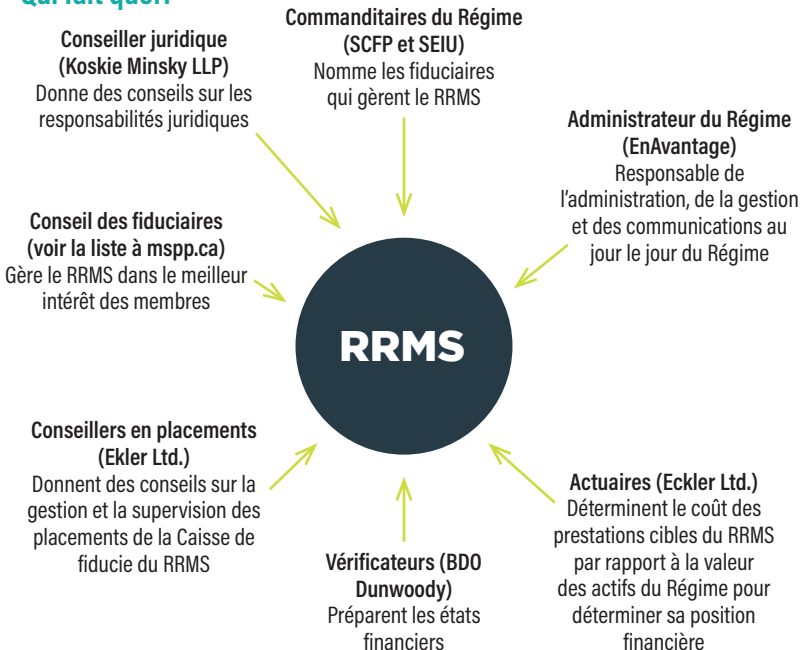 Conseiller juridique
(Koskie Minsky LLP)
Donne des conseils sur les
responsabilités juridiques
Commanditaires du Régime
(SCFP et SEIU)
Nomme les fiduciaires
qui gèrent le RRMS
Administrateur du Régime
(EnAvantage)
Responsable de
l’administration, de la gestion
et des communications au
jour le jour du Régime
Conseil des fiduciaires
(voir la liste à mspp.ca)
Gère le RRMS dans le meilleur
intérêt des membres
RRMS
Conseillers en placements
(Ekler Ltd.)
Donnent des conseils sur la
gestion et la supervision des
placements de la Caisse de
fiducie du RRMS
Vérificateurs (BDO
Dunwoody)
Préparent les états
financiers
Actuaires (Eckler Ltd.)
Déterminent le coût des
prestations cibles du RRMS
par rapport à la valeur
des actifs du Régime pour
déterminer sa position
financière